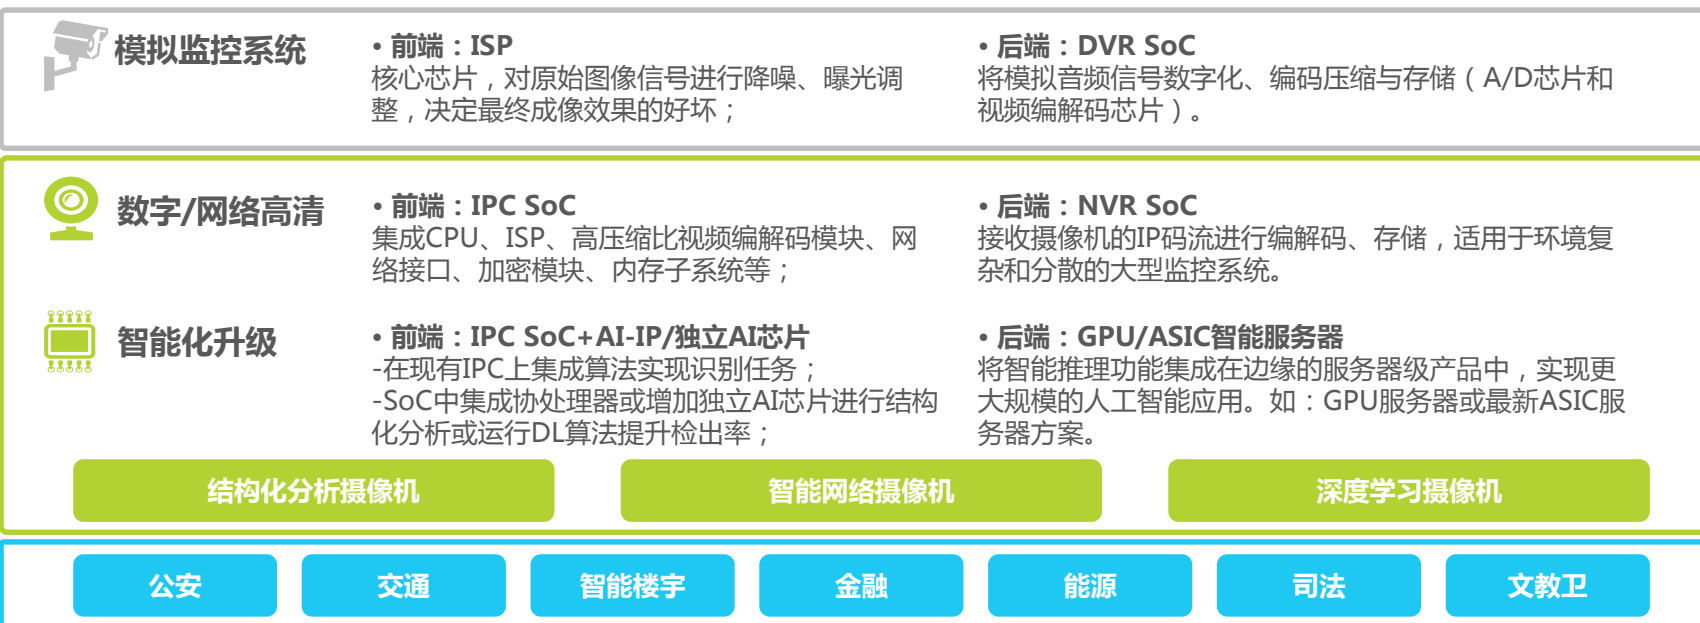 模拟监控系统
• 前端：ISP
核心芯片，对原始图像信号进行降噪、曝光调
整，决定最终成像效果的好坏；
• 后端：DVR SoC
将模拟音频信号数字化、编码压缩与存储（A/D芯片和
视频编解码芯片）。
数字/网络高清
• 前端：IPC SoC
集成CPU、ISP、高压缩比视频编解码模块、网
络接口、加密模块、内存子系统等；
• 后端：NVR SoC
接收摄像机的IP码流进行编解码、存储，适用于环境复
杂和分散的大型监控系统。
智能化升级
• 前端：IPC SoC+AI-IP/独立AI芯片
-在现有IPC上集成算法实现识别任务；
-SoC中集成协处理器或增加独立AI芯片进行结构
化分析或运行DL算法提升检出率；
• 后端：GPU/ASIC智能服务器
将智能推理功能集成在边缘的服务器级产品中，实现更
大规模的人工智能应用。如：GPU服务器或最新ASIC服
务器方案。
结构化分析摄像机
智能网络摄像机
深度学习摄像机
公安
交通
智能楼宇
金融
能源
司法
文教卫